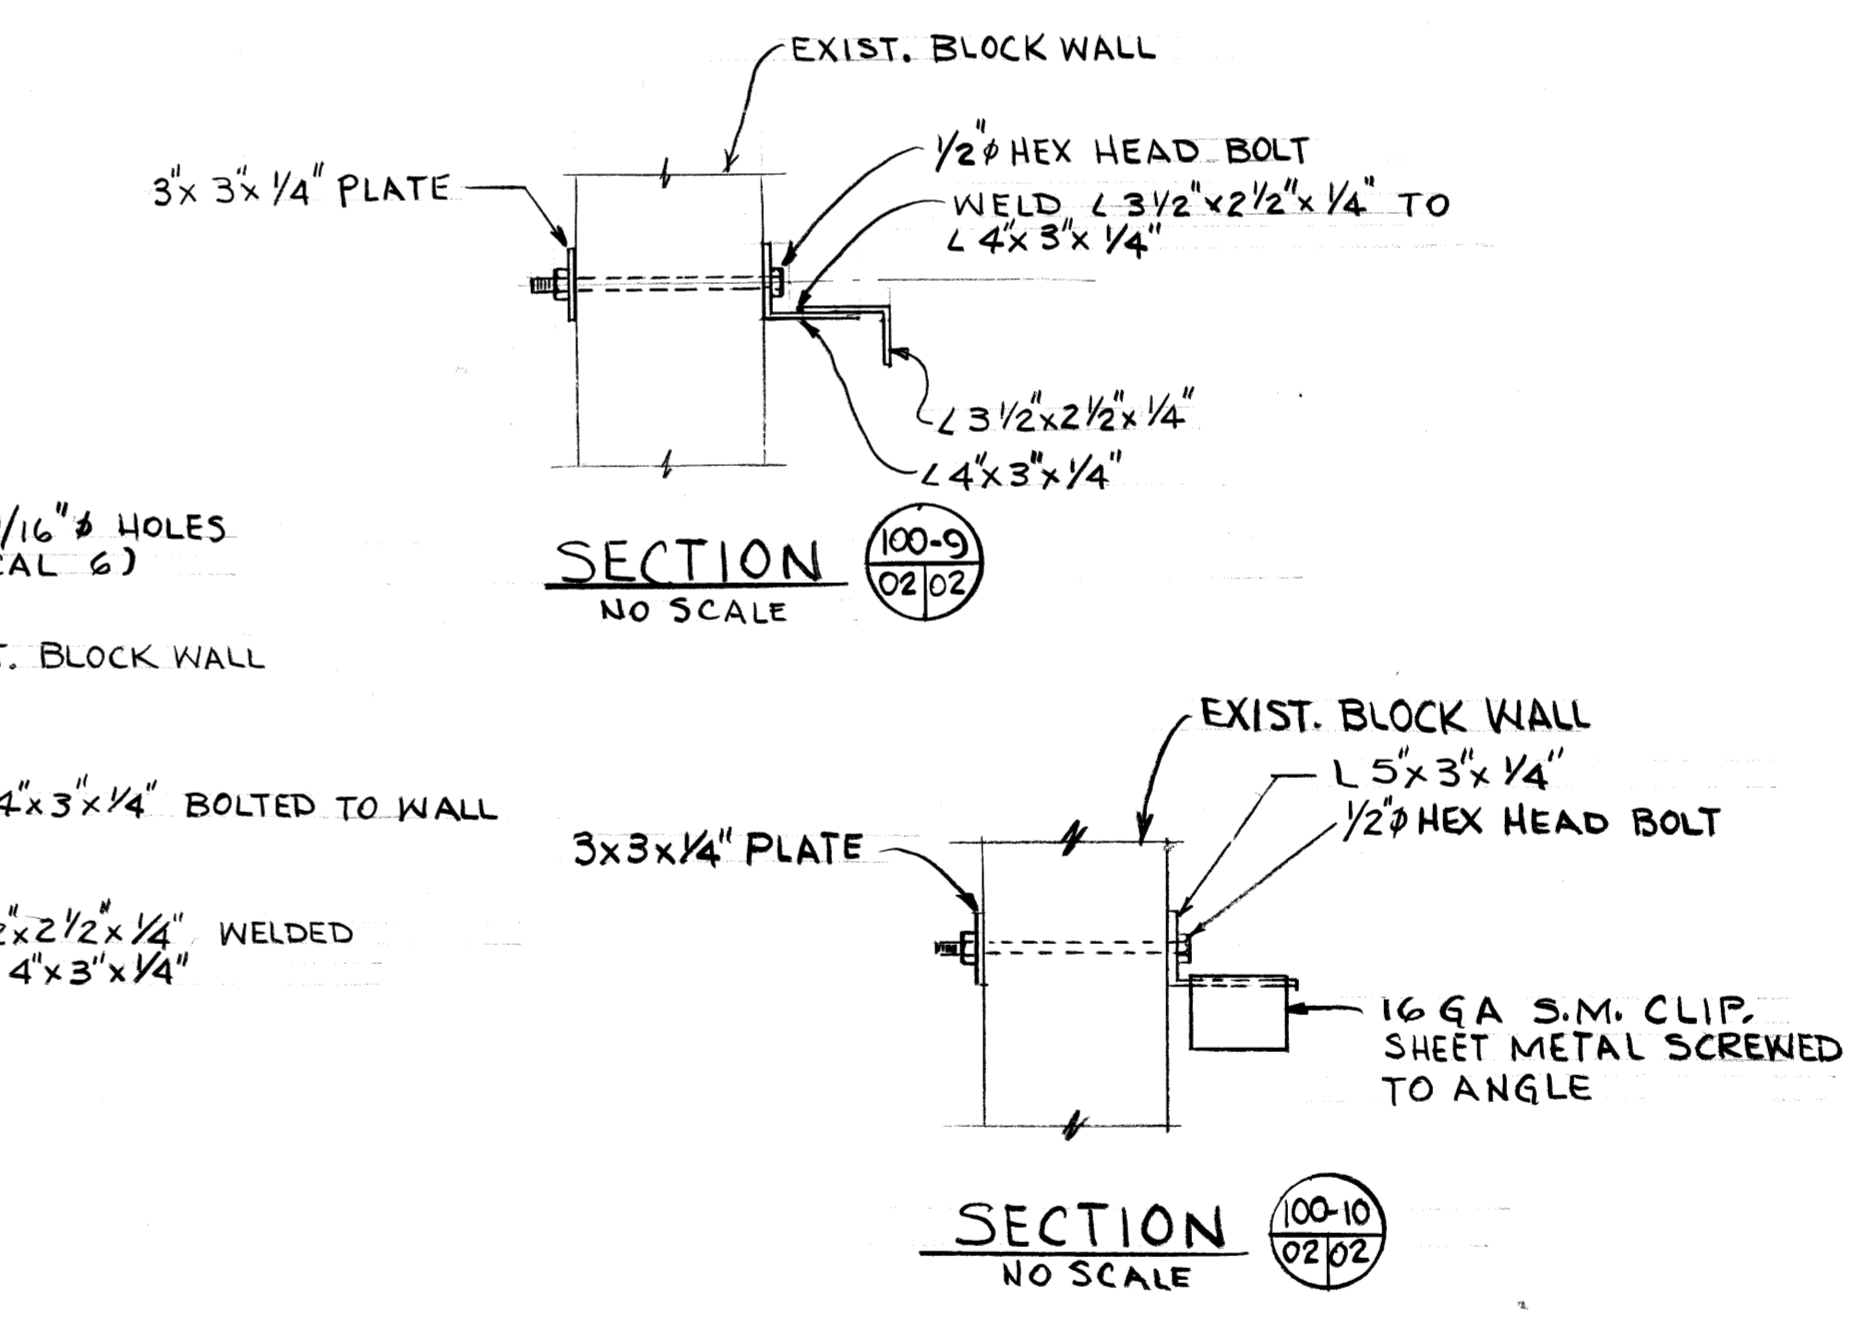 EXIST. BLOCK WALL
1/2"ø HEX HEAD BOLT
3"x 3"x 1/4" PLATE
WELD L 3 1/2"x2 1/2"x 1/4" TO
L 4"x 3"x 1/4"
L 3 1/2"x2 1/2"x 1/4"
L 4"x 3"x 1/4"
SECTION
NO SCALE
100-9
02 02
/16"ø HOLES
CAL 6)
T. BLOCK WALL
4"x 3"x 1/4" BOLTED TO WALL
2"x2 1/2"x 1/4" WELDED
4"x 3"x 1/4"
EXIST. BLOCK WALL
L 5"x 3"x 1/4"
1/2"ø HEX HEAD BOLT
3x3x1/4" PLATE
16 GA S.M. CLIP.
SHEET METAL SCREWED
TO ANGLE
SECTION
NO SCALE
100-10
02 02